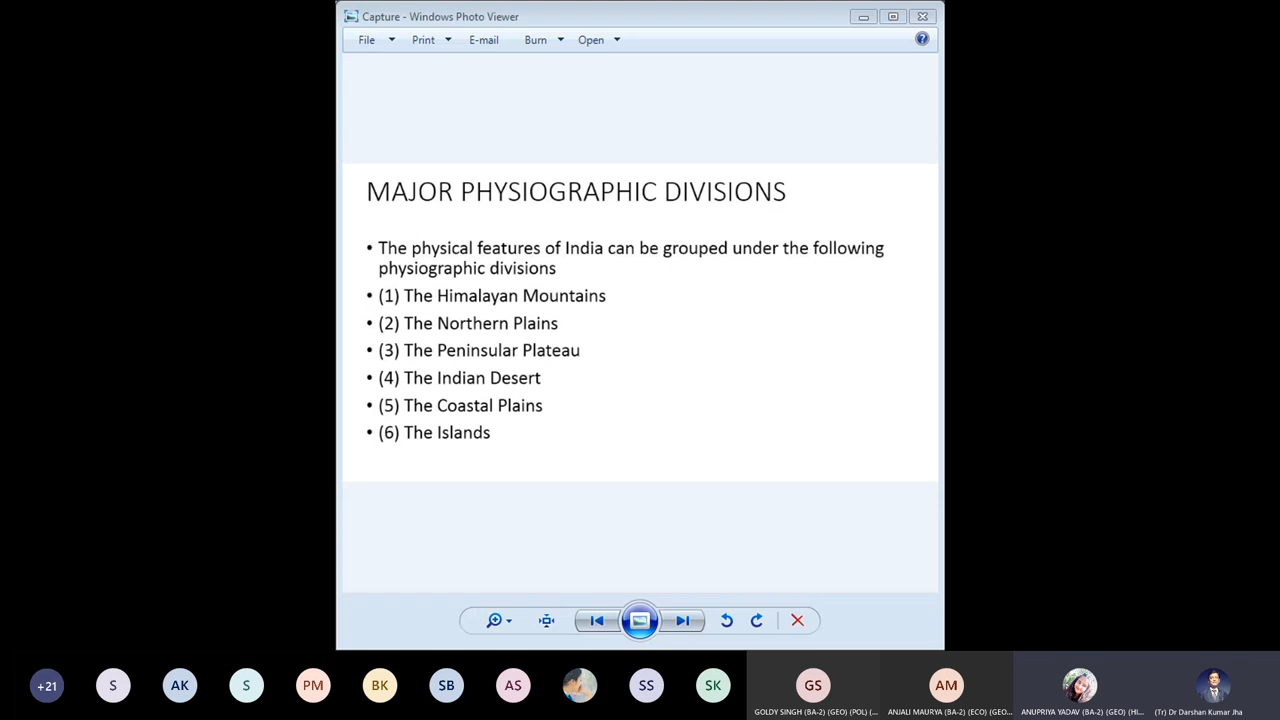 Capture - Windows Photo Viewer
File Print E-mail Burn Open
MAJOR PHYSIOGRAPHIC DIVISIONS
• The physical features of India can be grouped under the following
physiographic divisions
• (1) The Himalayan Mountains
• (2) The Northern Plains
• (3) The Peninsular Plateau
• (4) The Indian Desert
• (5) The Coastal Plains
• (6) The Islands
+21 S AK S PM BK SB AS SS SK GS AM
GOLDY SINGH (BA-2) (GEO) (POL) (... ANJALI MAURYA (BA-2) (ECO) (GEO... ANUPRIYA YADAV (BA-2) (GEO) (HI... (Tr) Dr Darshan Kumar Jha